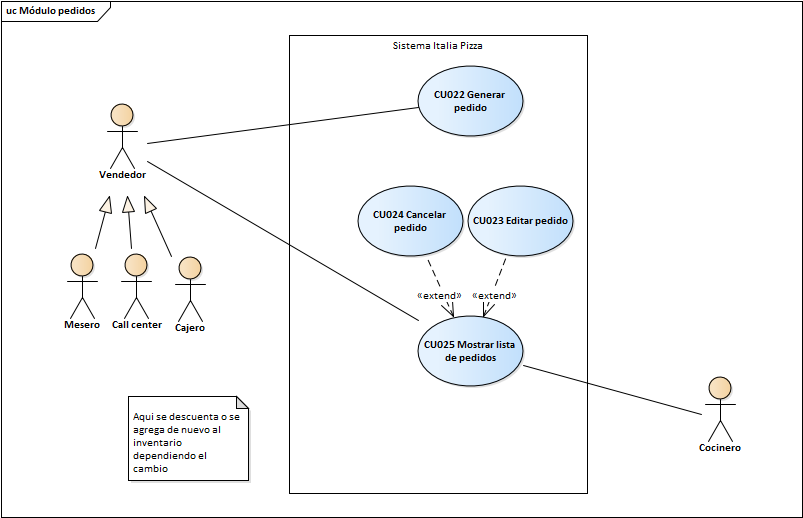 uc Módulo pedidos
Sistema Italia Pizza
CU022 Generar
pedido
Vendedor
CU024 Cancelar
pedido
CU023 Editar pedido
«extend»
«extend»
Mesero
Call center
Cajero
CU025 Mostrar lista
de pedidos
Aqui se descuenta o se
agrega de nuevo al
inventario
dependiendo el
cambio
Cocinero